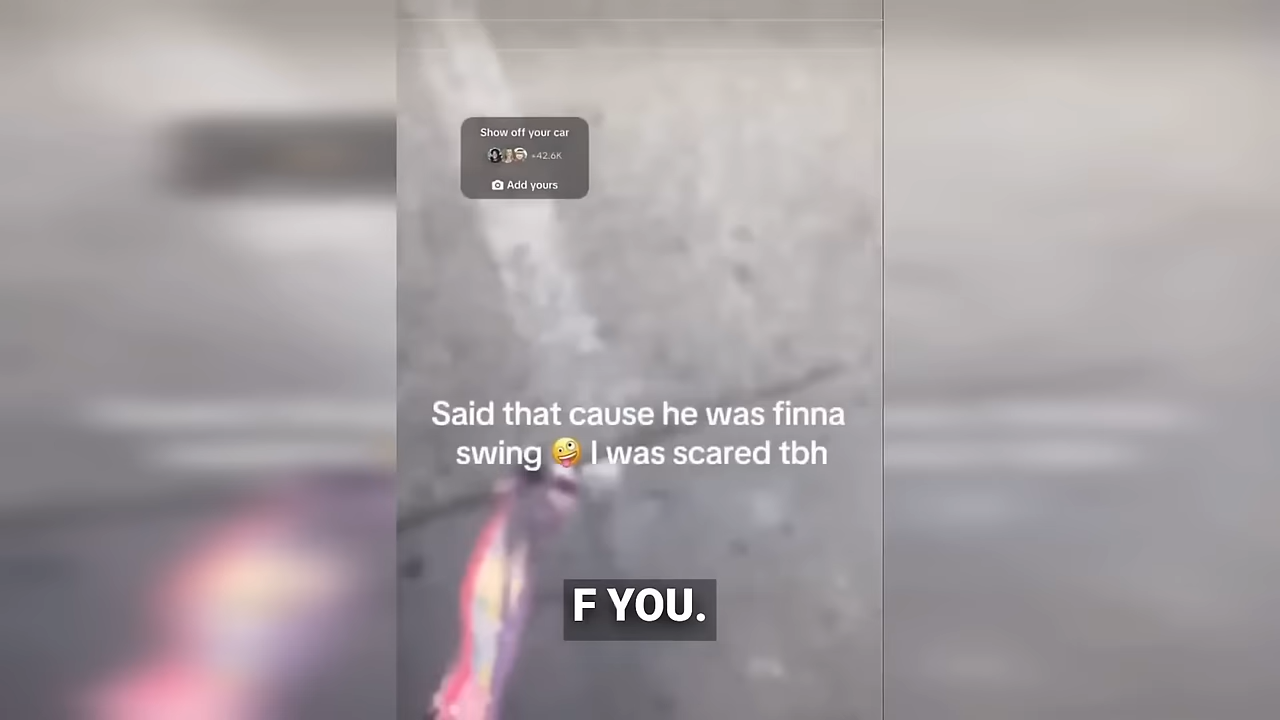 Show off your car
+42.6K
Add yours
Said that cause he was finna
swing 🤪 I was scared tbh
F YOU.